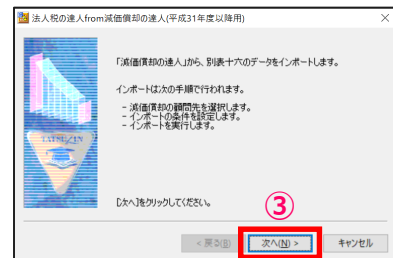 法人税の達人from減価償却の達人(平成31年度以降用)
「減価償却の達人」から、別表十六のデータをインポートします。
インポートは次の手順で行われます。
- 減価償却の顧問先を選択します。
- インポートの条件を設定します。
- インポートを実行します。
TATSUZIN
[次へ]をクリックしてください。
③
< 戻る(B)
次へ(N) >
キャンセル